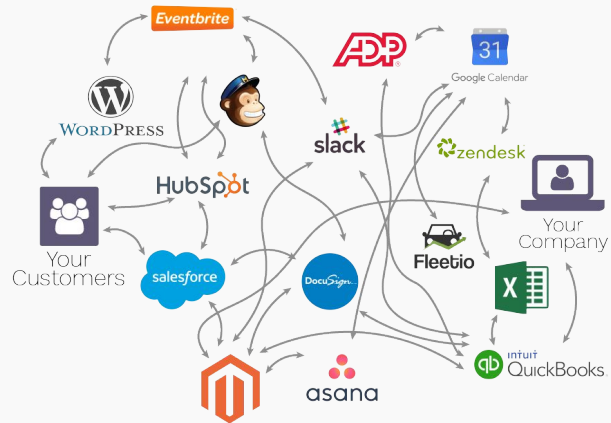 Eventbrite
ADP
31
Google Calendar
WORDPRESS
slack
zendesk
HubSpot
Your
Customers
Your
Company
salesforce
DocuSign
Fleetio
X
asana
qb
intuit
QuickBooks